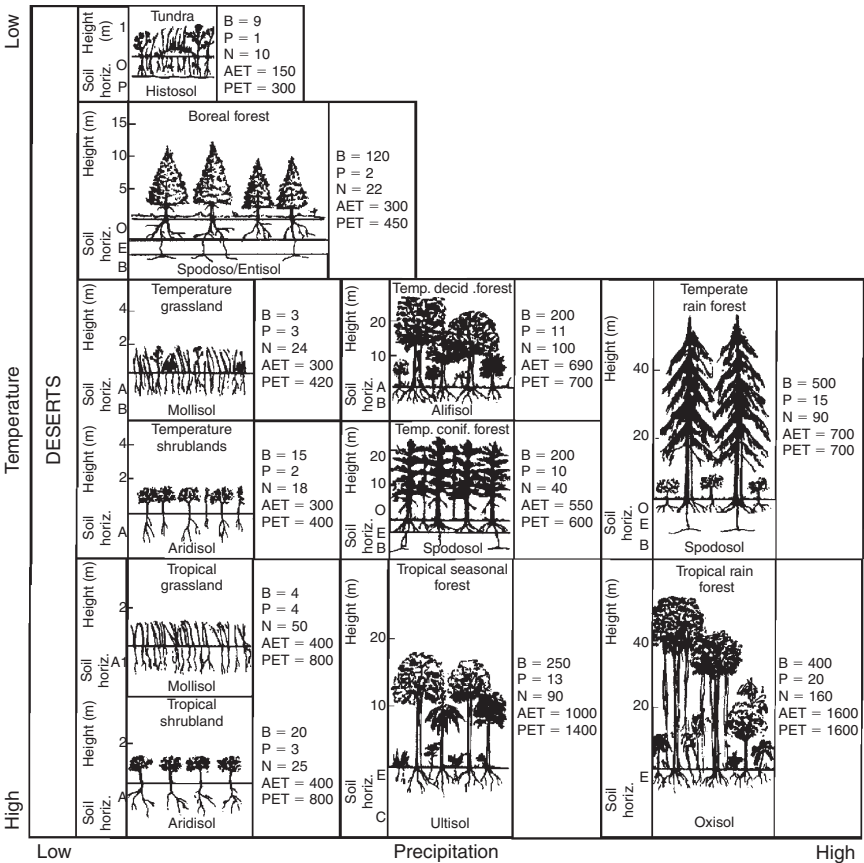 Low
Temperature
High
DESERTS
Height (m)
1
Soil horiz.
O
P
Tundra
Histosol
B = 9
P = 1
N = 10
AET = 150
PET = 300
Height (m)
15
10
5
Soil horiz.
O
E
B
Boreal forest
Spodoso/Entisol
B = 120
P = 2
N = 22
AET = 300
PET = 450
Height (m)
4
2
Soil horiz.
A
B
Temperature
grassland
Mollisol
B = 3
P = 3
N = 24
AET = 300
PET = 420
Height (m)
20
10
Soil horiz.
A
B
Temp. decid .forest
Alifisol
B = 200
P = 11
N = 100
AET = 690
PET = 700
Height (m)
40
20
Soil horiz.
O
E
B
Temperate
rain forest
Spodosol
B = 500
P = 15
N = 90
AET = 700
PET = 700
Height (m)
4
2
Soil horiz.
A
Temperature
shrublands
Aridisol
B = 15
P = 2
N = 18
AET = 300
PET = 400
Height (m)
20
10
Soil horiz.
O
E
B
Temp. conif. forest
Spodosol
B = 200
P = 10
N = 40
AET = 550
PET = 600
Height (m)
2
Soil horiz.
A1
Tropical
grassland
Mollisol
B = 4
P = 4
N = 50
AET = 400
PET = 800
Height (m)
20
10
Soil horiz.
E
C
Tropical seasonal
forest
Ultisol
B = 250
P = 13
N = 90
AET = 1000
PET = 1400
Height (m)
40
20
Soil horiz.
E
Tropical rain
forest
Oxisol
B = 400
P = 20
N = 160
AET = 1600
PET = 1600
Height (m)
2
Soil horiz.
A
Tropical
shrubland
Aridisol
B = 20
P = 3
N = 25
AET = 400
PET = 800
Low
Precipitation
High